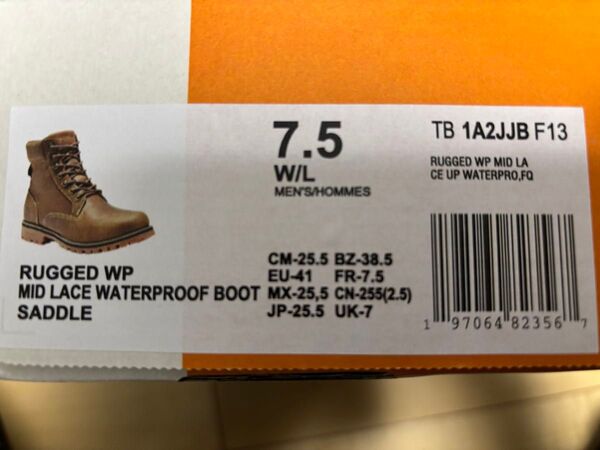 7.5
W/L
MEN'S/HOMMES
TB 1A2JJB F13
RUGGED WP MID LA
CE UP WATERPRO,FQ
RUGGED WP
MID LACE WATERPROOF BOOT
SADDLE
CM-25.5 BZ-38.5
EU-41 FR-7.5
MX-25,5 CN-255(2.5)
JP-25.5 UK-7
1 97064 82356 7